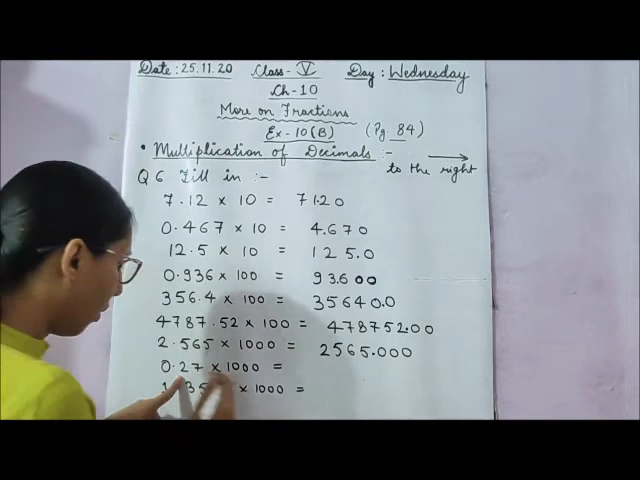 Date: 25.11.20 Class - V Day: Wednesday
Ch-10
More on Fractions
Ex-10(B) (Pg. 84)
• Multiplication of Decimals :- →
to the right
Q 6 Fill in :-
7.12 × 10 = 71.20
0.467 × 10 = 4.670
12.5 × 10 = 125.0
0.936 × 100 = 93.600
356.4 × 100 = 35640.0
4787.52 × 100 = 478752.00
2.565 × 1000 = 2565.000
0.27 × 1000 =
× 1000 =